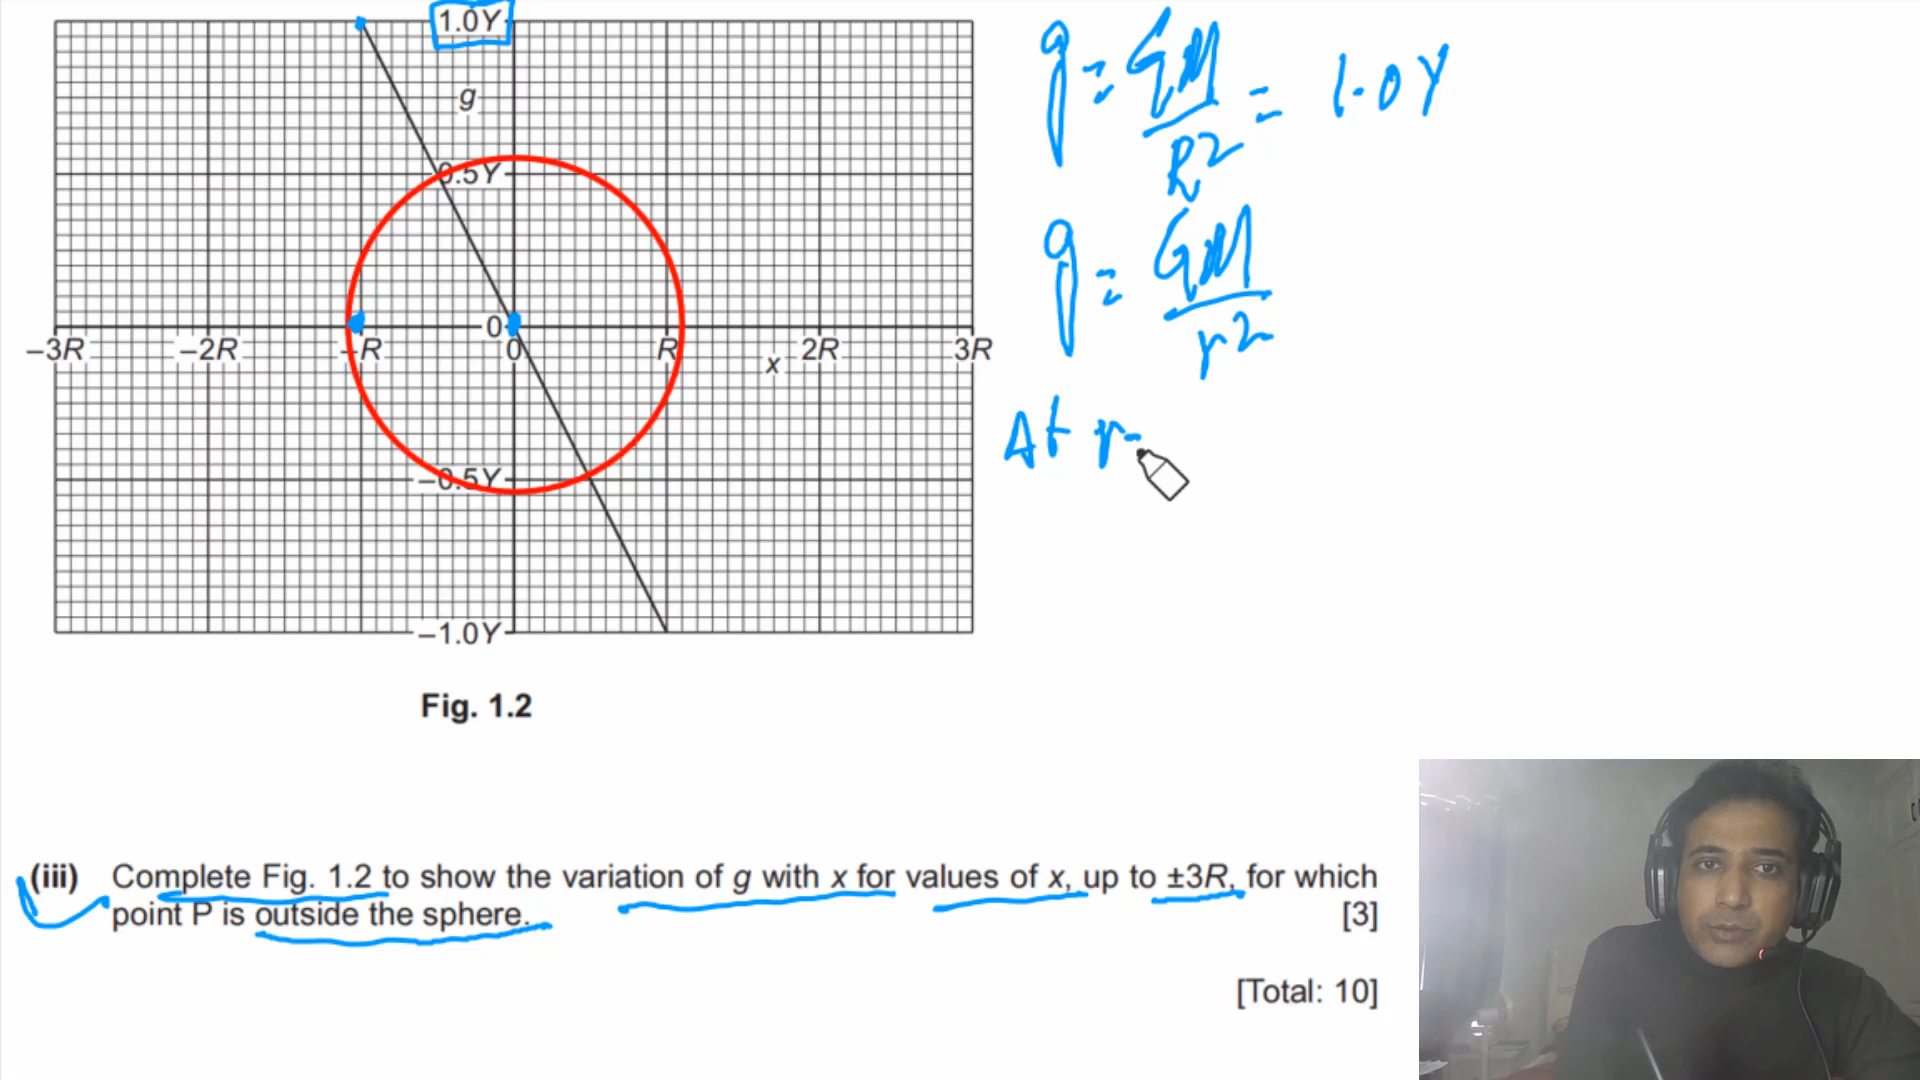 1.0Y
g
0.5Y
0
−3R −2R −R 0 R x 2R 3R
−0.5Y
−1.0Y
Fig. 1.2
g = GM/R2 = 1.0Y
g = GM/r2
At r=
(iii) Complete Fig. 1.2 to show the variation of g with x for values of x, up to ±3R, for which
point P is outside the sphere. [3]
[Total: 10]